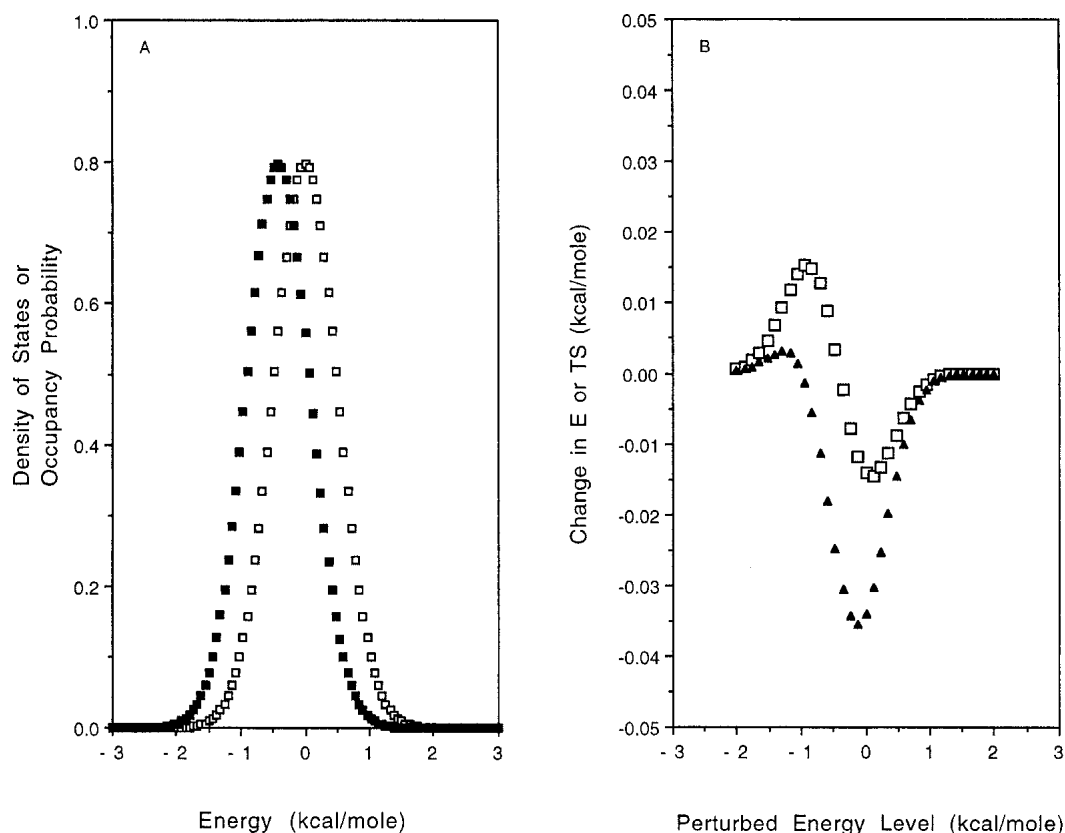 A
1.0
0.8
0.6
0.4
0.2
0.0
Density of States or
Occupancy Probability
- 3 - 2 - 1 0 1 2 3
Energy (kcal/mole)
B
0.05
0.04
0.03
0.02
0.01
0.00
-0.01
-0.02
-0.03
-0.04
-0.05
Change in E or TS (kcal/mole)
- 3 - 2 - 1 0 1 2 3
Perturbed Energy Level (kcal/mole)